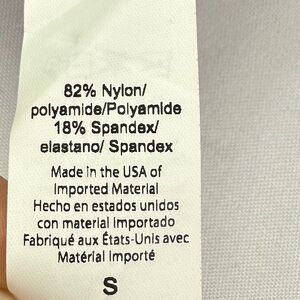 82% Nylon/
polyamide/Polyamide
18% Spandex/
elastano/ Spandex
Made in the USA of
Imported Material
Hecho en estados unidos
con material importado
Fabriqué aux États-Unis avec
Matérial Importé
S